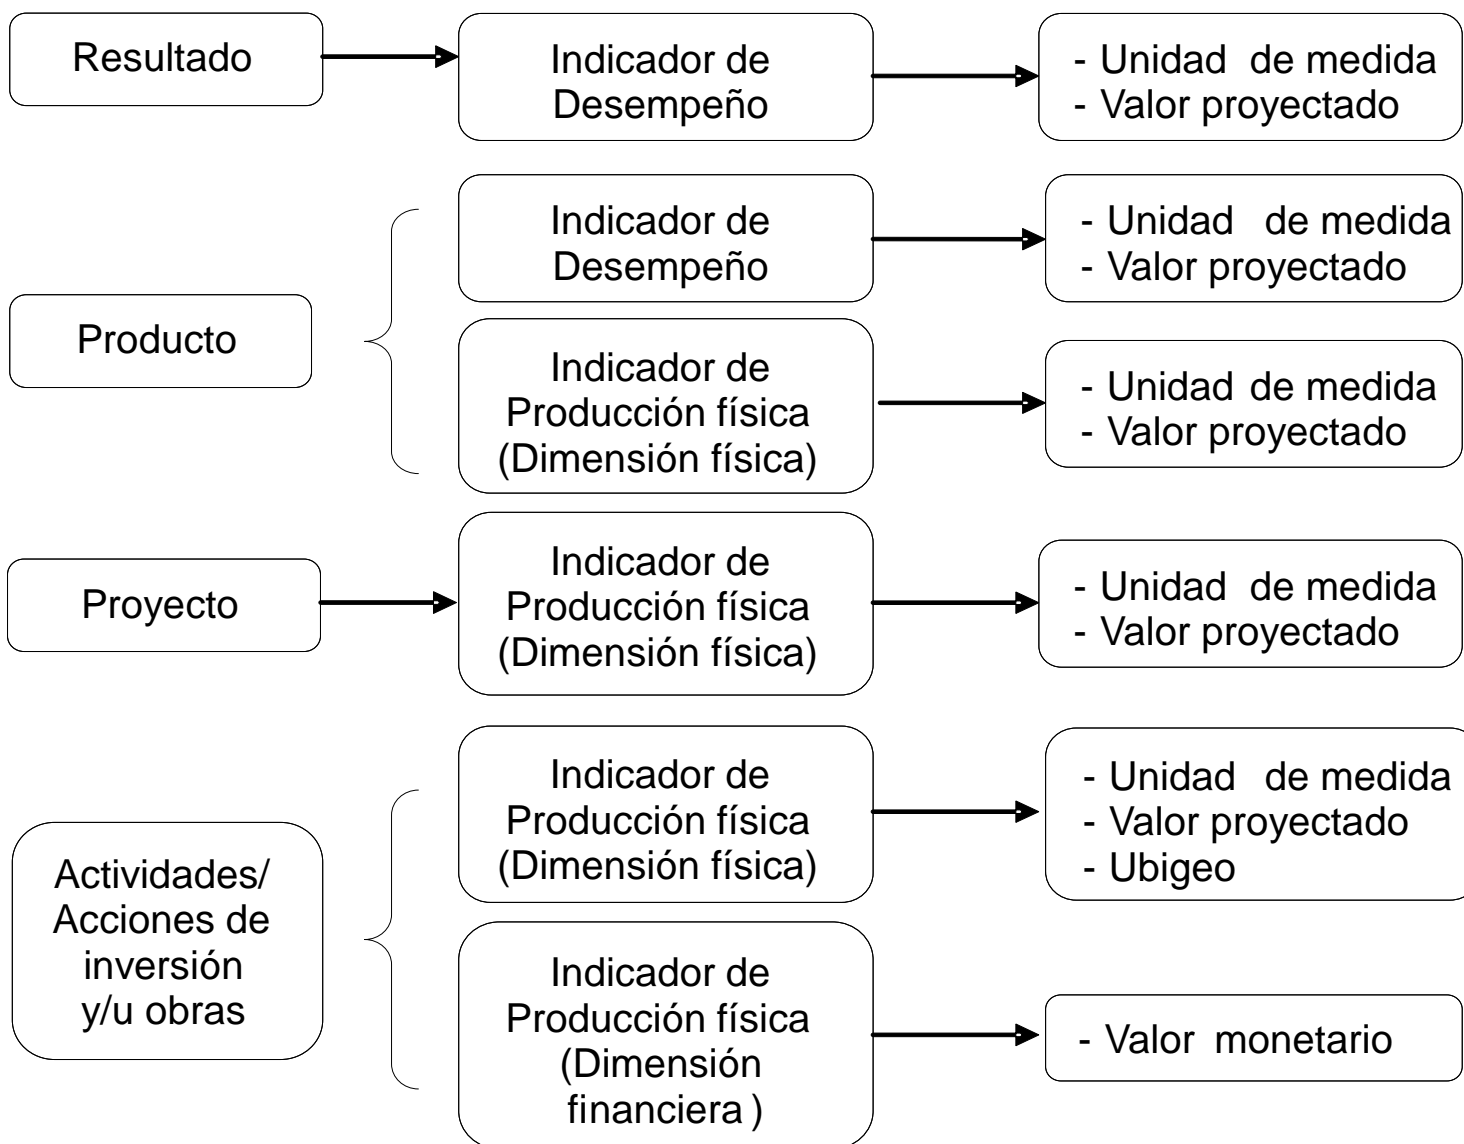 Resultado
Indicador de
Desempeño
- Unidad de medida
- Valor proyectado
Producto
Indicador de
Desempeño
- Unidad de medida
- Valor proyectado
Indicador de
Producción física
(Dimensión física)
- Unidad de medida
- Valor proyectado
Proyecto
Indicador de
Producción física
(Dimensión física)
- Unidad de medida
- Valor proyectado
Actividades/
Acciones de
inversión
y/u obras
Indicador de
Producción física
(Dimensión física)
- Unidad de medida
- Valor proyectado
- Ubigeo
Indicador de
Producción física
(Dimensión
financiera )
- Valor monetario